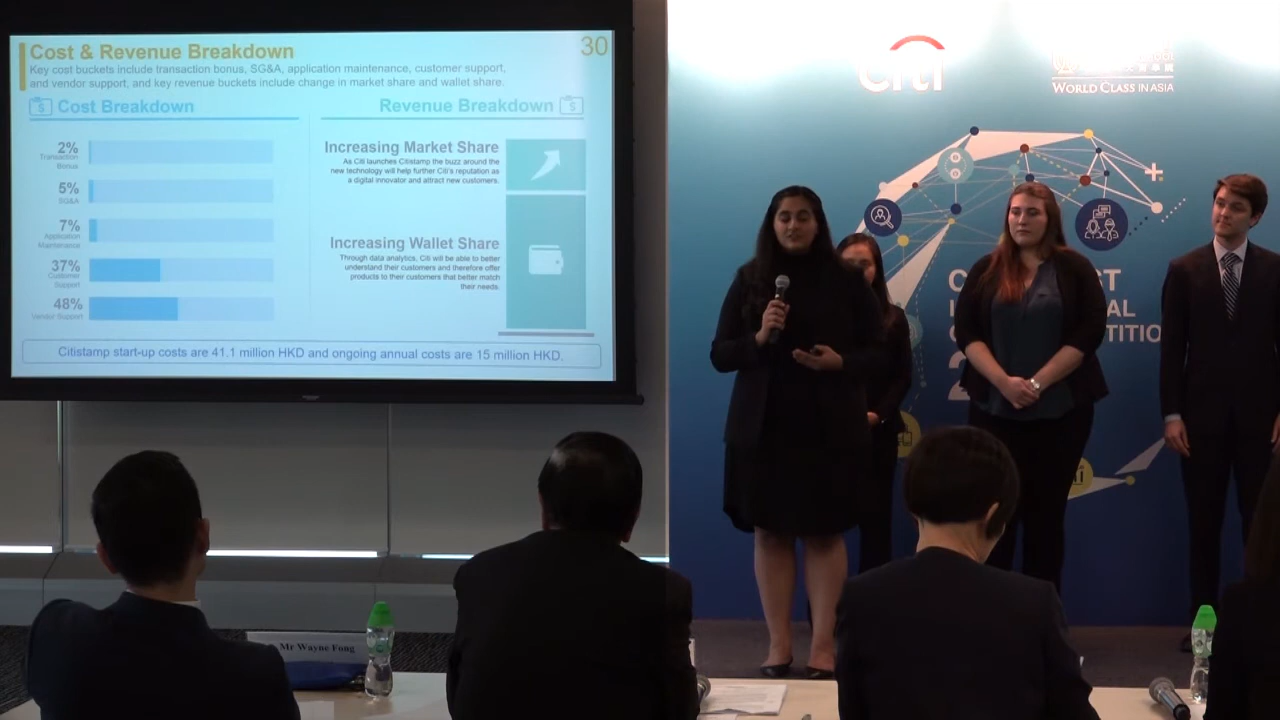 Cost & Revenue Breakdown
30
Key cost buckets include transaction bonus, SG&A, application maintenance, customer support,
and vendor support, and key revenue buckets include change in market share and wallet share.
Cost Breakdown
2%
Transaction
Bonus
5%
SG&A
7%
Application
Maintenance
37%
Customer
Support
48%
Vendor Support
Revenue Breakdown
Increasing Market Share
As Citi launches Citistamp the buzz around the
new technology will help further Citi's reputation as
a digital innovator and attract new customers.
Increasing Wallet Share
Through data analytics, Citi will be able to better
understand their customers and therefore offer
products to their customers that better match
their needs.
Citistamp start-up costs are 41.1 million HKD and ongoing annual costs are 15 million HKD.
citi
WORLD CLASS IN ASIA
Mr Wayne Fong